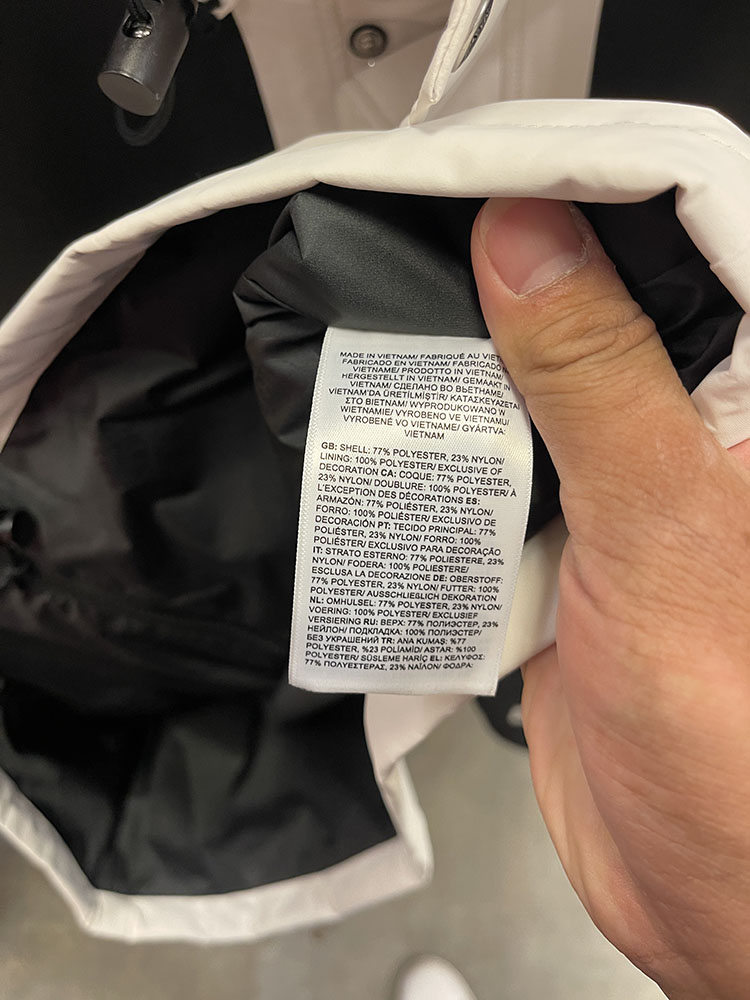 MADE IN VIETNAM/ FABRIQUÉ AU
FABRICADO EN VIETNAM/ FABRICADO
VIETNAME/ PRODOTTO IN VIETNAM/
HERGESTELLT IN VIETNAM/ GEMAAKT IN
VIETNAM/ СДЕЛАНО ВО ВЬЕТНАМЕ/
VIETNAM'DA ÜRETİLMİŞTİR/ ΚΑΤΑΣΚΕΥΑΖΕΤΑΙ
ΣΤΟ ΒΙΕΤΝΑΜ/ WYPRODUKOWANO W
WIETNAMIE/ VYROBENO VE VIETNAMU/
VYROBENÉ VO VIETNAME/ GYÁRTVA:
VIETNAM
GB: SHELL: 77% POLYESTER, 23% NYLON/
LINING: 100% POLYESTER/ EXCLUSIVE OF
DECORATION CA: COQUE: 77% POLYESTER,
23% NYLON/ DOUBLURE: 100% POLYESTER/ À
L'EXCEPTION DES DÉCORATIONS ES:
ARMAZÓN: 77% POLIÉSTER, 23% NYLON/
FORRO: 100% POLIÉSTER/ EXCLUSIVO DE
DECORACIÓN PT: TECIDO PRINCIPAL: 77%
POLIÉSTER, 23% NYLON/ FORRO: 100%
POLIÉSTER/ EXCLUSIVO PARA DECORAÇÃO
IT: STRATO ESTERNO: 77% POLIESTERE, 23%
NYLON/ FODERA: 100% POLIESTERE/
ESCLUSA LA DECORAZIONE DE: OBERSTOFF:
77% POLYESTER, 23% NYLON/ FUTTER: 100%
POLYESTER/ AUSSCHLIEßLICH DEKORATION
NL: OMHULSEL: 77% POLYESTER, 23% NYLON/
VOERING: 100% POLYESTER/ EXCLUSIEF
VERSIERING RU: ВЕРХ: 77% ПОЛИЭСТЕР, 23%
НЕЙЛОН/ ПОДКЛАДКА: 100% ПОЛИЭСТЕР/
БЕЗ УКРАШЕНИЙ TR: ANA KUMAŞ: %77
POLYESTER, %23 POLİAMİD/ ASTAR: %100
POLYESTER/ SÜSLEME HARİÇ EL: ΚΕΛΥΦΟΣ:
77% ΠΟΛΥΕΣΤΕΡΑΣ, 23% ΝΑΪΛΟΝ/ ΦΟΔΡΑ: